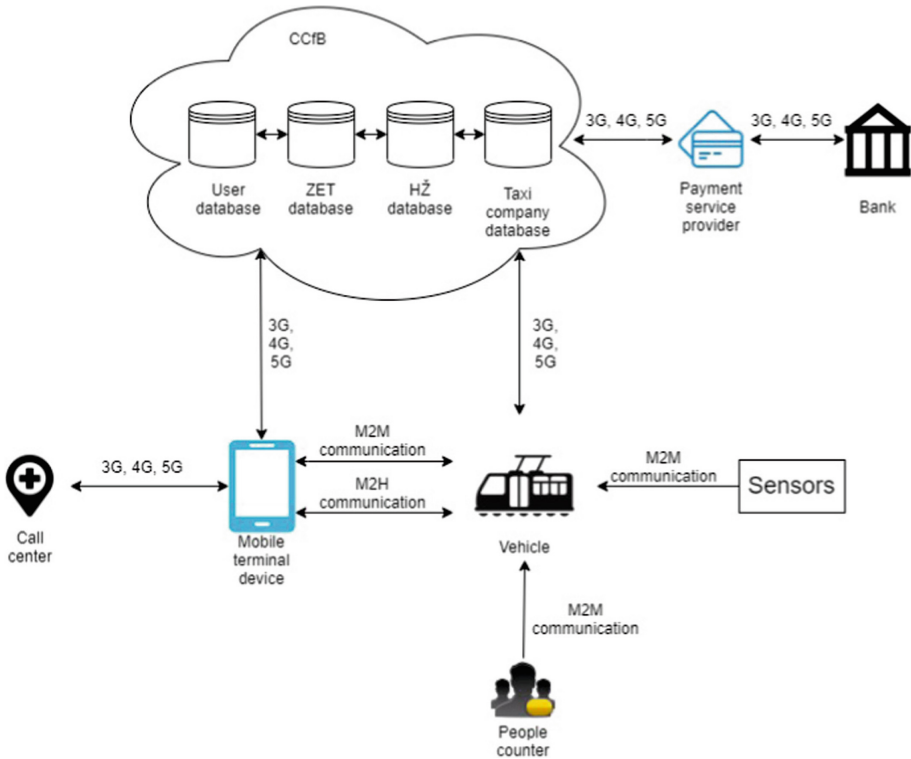 CCfB
User
database
ZET
database
HŽ
database
Taxi
company
database
3G, 4G, 5G
3G, 4G, 5G
Payment
service
provider
Bank
3G,
4G,
5G
3G,
4G,
5G
M2M
communication
3G, 4G, 5G
M2H
communication
M2M
communication
Sensors
Call
center
Mobile
terminal
device
Vehicle
M2M
communication
People
counter